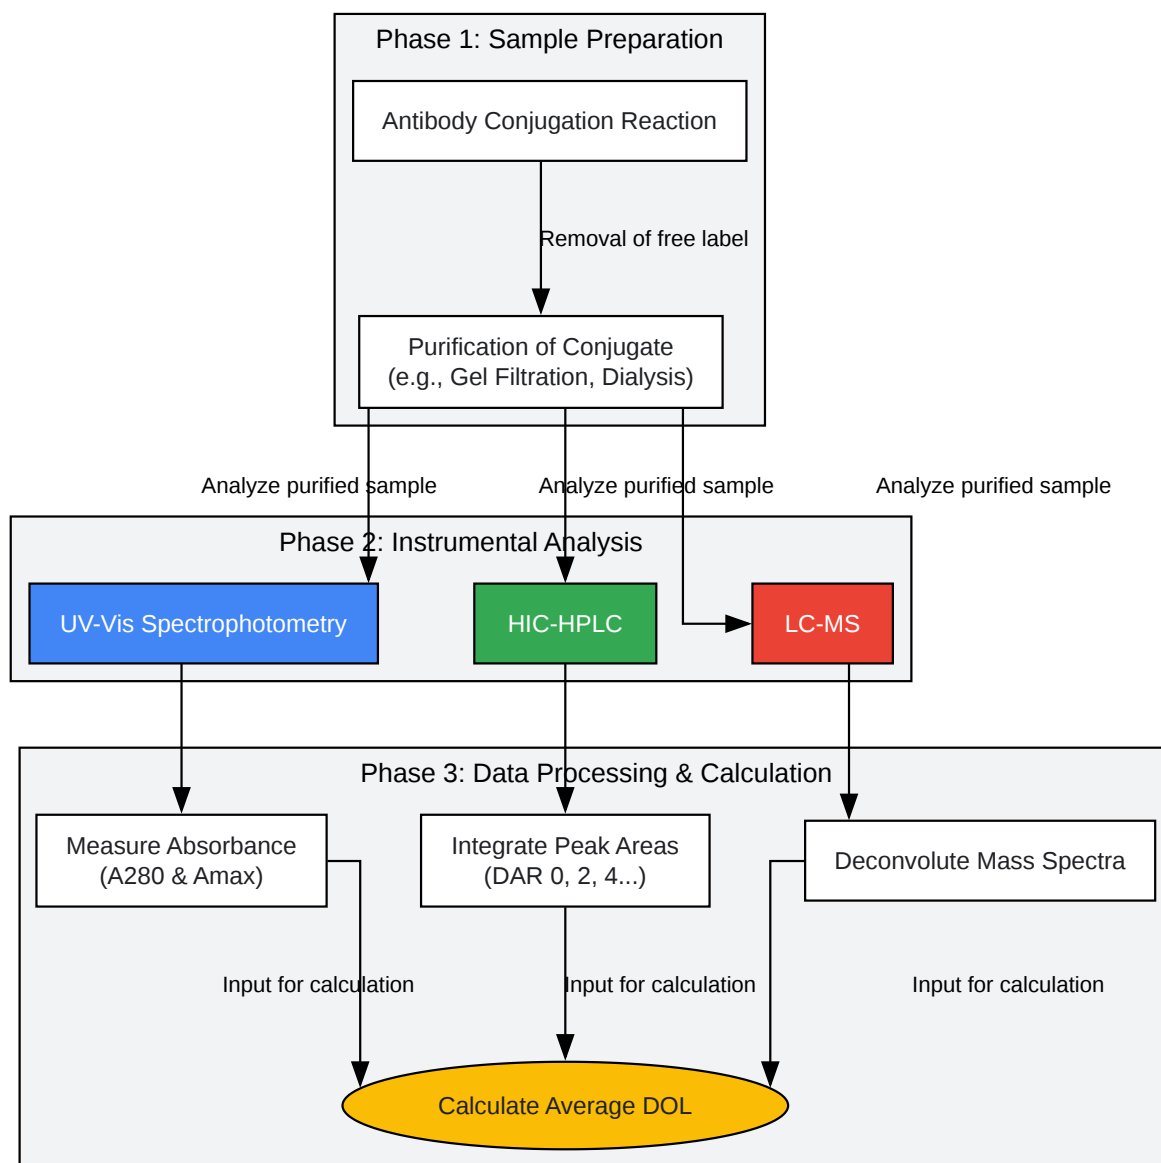 Phase 1: Sample Preparation
Antibody Conjugation Reaction
Removal of free label
Purification of Conjugate
(e.g., Gel Filtration, Dialysis)
Analyze purified sample
Analyze purified sample
Analyze purified sample
Phase 2: Instrumental Analysis
UV-Vis Spectrophotometry
HIC-HPLC
LC-MS
Phase 3: Data Processing & Calculation
Measure Absorbance
(A280 & Amax)
Integrate Peak Areas
(DAR 0, 2, 4...)
Deconvolute Mass Spectra
Input for calculation
Input for calculation
Input for calculation
Calculate Average DOL